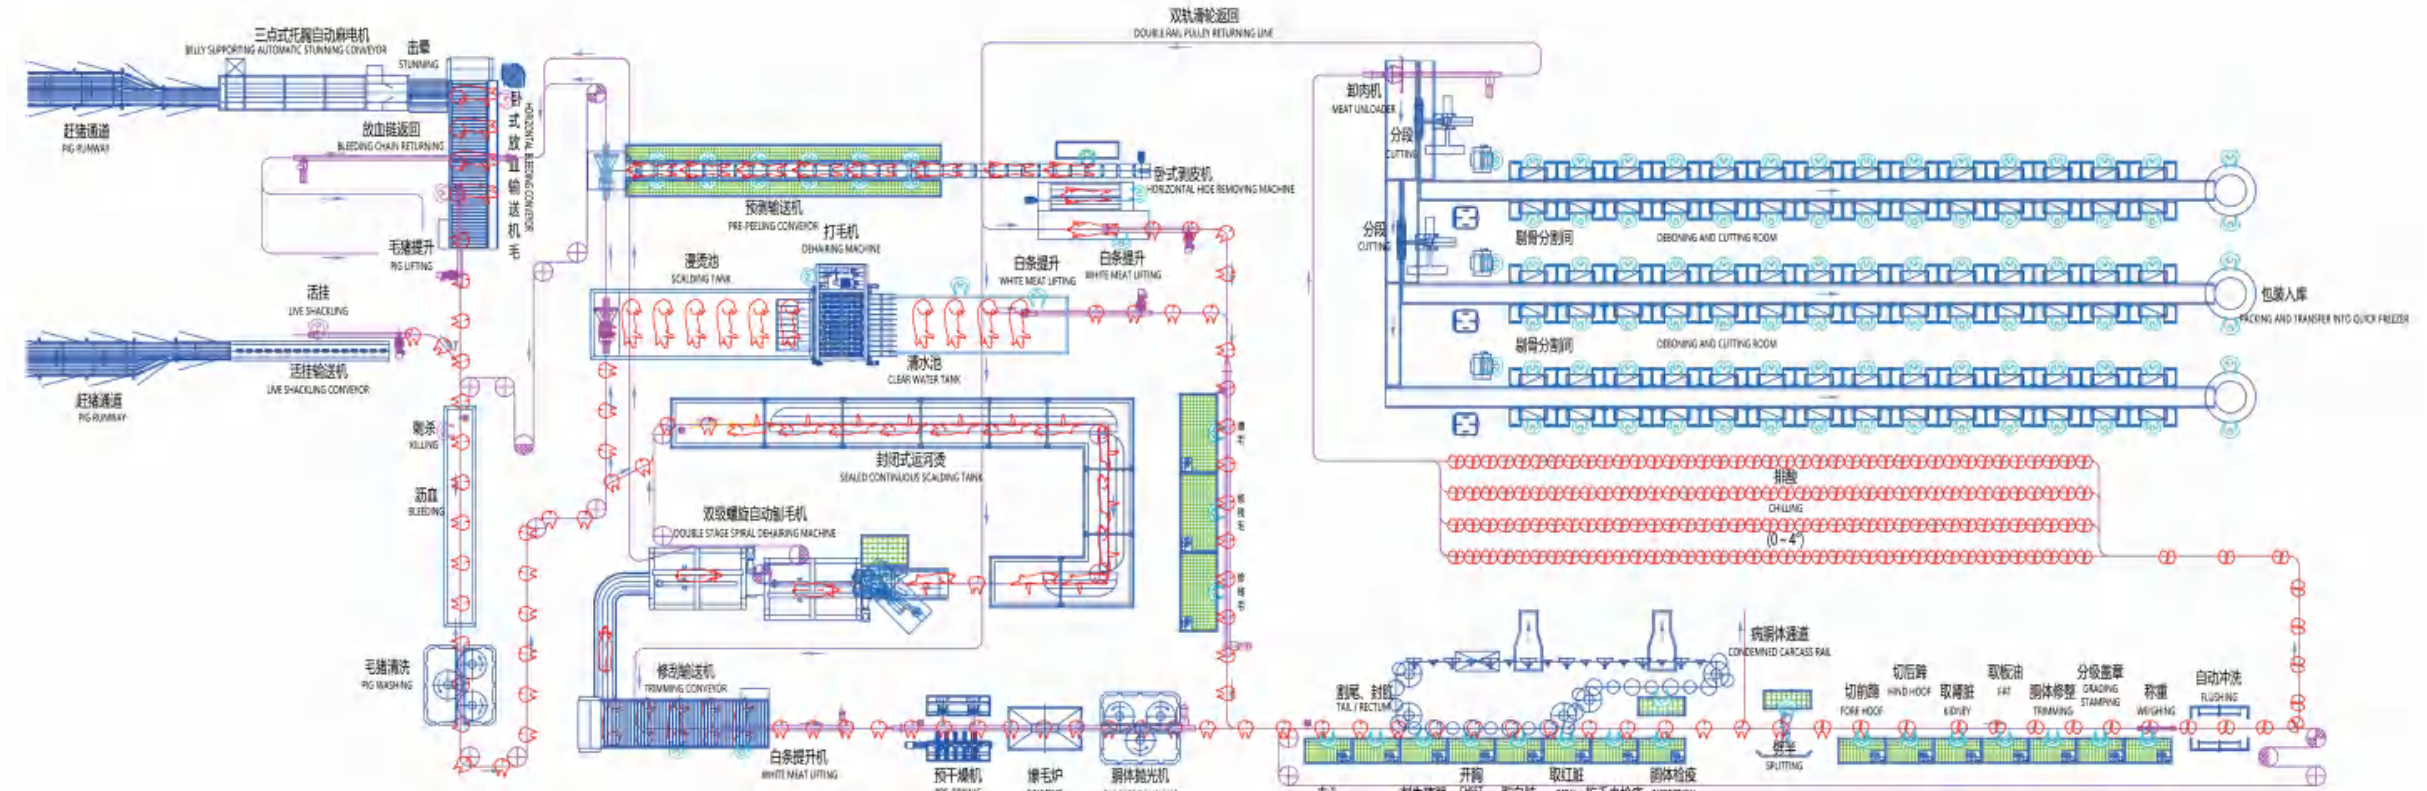 双轨滑轮返回
DOUBLE RAIL PULLEY RETURNING LINE
三点式托胸自动麻电机
BELLY SUPPORTING AUTOMATIC STUNNING CONVEYOR
击晕
STUNNING
赶猪通道
PIG RUNWAY
放血链返回
BLEEDING CHAIN RETURNING
卧式放血输送机毛
HORIZONTAL BLEEDING CONVEYOR
毛猪提升
PIG LIFTING
活挂
LIVE SHACKLING
活挂输送机
LIVE SHACKLING CONVEYOR
赶猪通道
PIG RUNWAY
刺杀
KILLING
沥血
BLEEDING
毛猪清洗
PIG WASHING
预剥输送机
PRE-PEELING CONVEYOR
卧式剥皮机
HORIZONTAL HIDE REMOVING MACHINE
打毛机
DEHAIRING MACHINE
浸烫池
SCALDING TANK
白条提升
WHITE MEAT LIFTING
白条提升
WHITE MEAT LIFTING
清水池
CLEAR WATER TANK
封闭式运河烫
SEALED CONTINUOUS SCALDING TANK
双级螺旋自动刨毛机
DOUBLE STAGE SPIRAL DEHAIRING MACHINE
修刮输送机
TRIMMING CONVEYOR
白条提升机
WHITE MEAT LIFTING
预干燥机
燎毛炉
胴体抛光机
卸肉机
MEAT UNLOADER
分段
CUTTING
分段
CUTTING
剔骨分割间
DEBONING AND CUTTING ROOM
剔骨分割间
DEBONING AND CUTTING ROOM
包装入库
PACKING AND TRANSFER INTO QUICK FREEZER
排酸
CHILLING
(0~4°)
病胴体通道
CONDEMNED CARCASS RAIL
割尾、封肛
TAIL / RECTUM
开胸
CHEST
取红脏
胴体检疫
劈半
SPLITTING
切前蹄
FORE HOOF
切后蹄
HIND HOOF
取肾脏
KIDNEY
取板油
FAT
胴体修整
TRIMMING
分级盖章
GRADING
STAMPING
称重
WEIGHING
自动冲洗
FLUSHING